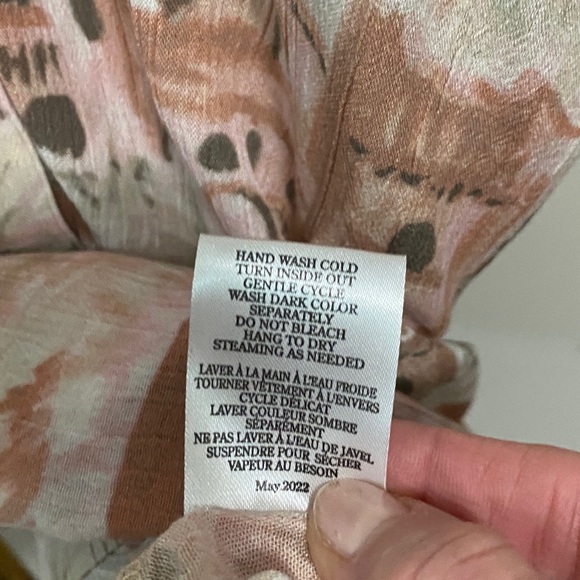 HAND WASH COLD
TURN INSIDE OUT
GENTLE CYCLE
WASH DARK COLOR
SEPARATELY
DO NOT BLEACH
HANG TO DRY
STEAMING AS NEEDED
LAVER À LA MAIN À L'EAU FROIDE
TOURNER VÊTEMENT À L'ENVERS
CYCLE DÉLICAT
LAVER COULEUR SOMBRE
SÉPARÉMENT
NE PAS LAVER À L'EAU DE JAVEL
SUSPENDRE POUR SÉCHER
VAPEUR AU BESOIN
May.2022